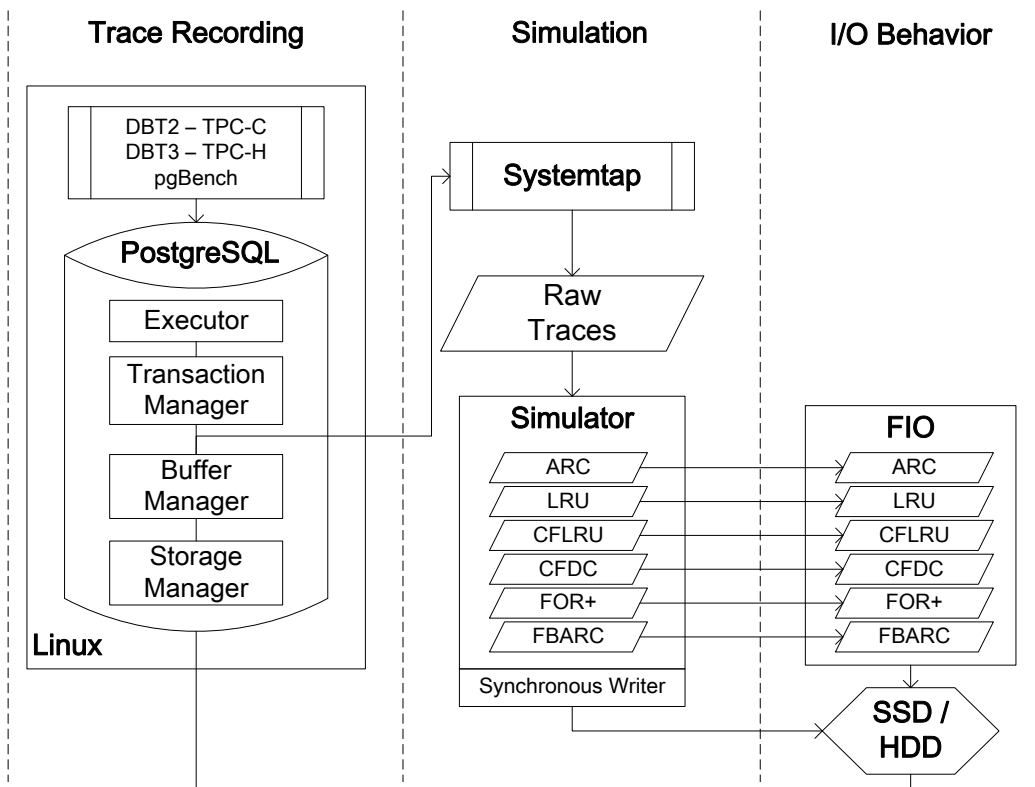 Trace Recording
Simulation
I/O Behavior
DBT2 – TPC-C
DBT3 – TPC-H
pgBench
PostgreSQL
Executor
Transaction
Manager
Buffer
Manager
Storage
Manager
Linux
Systemtap
Raw
Traces
Simulator
ARC
LRU
CFLRU
CFDC
FOR+
FBARC
Synchronous Writer
FIO
ARC
LRU
CFLRU
CFDC
FOR+
FBARC
SSD /
HDD